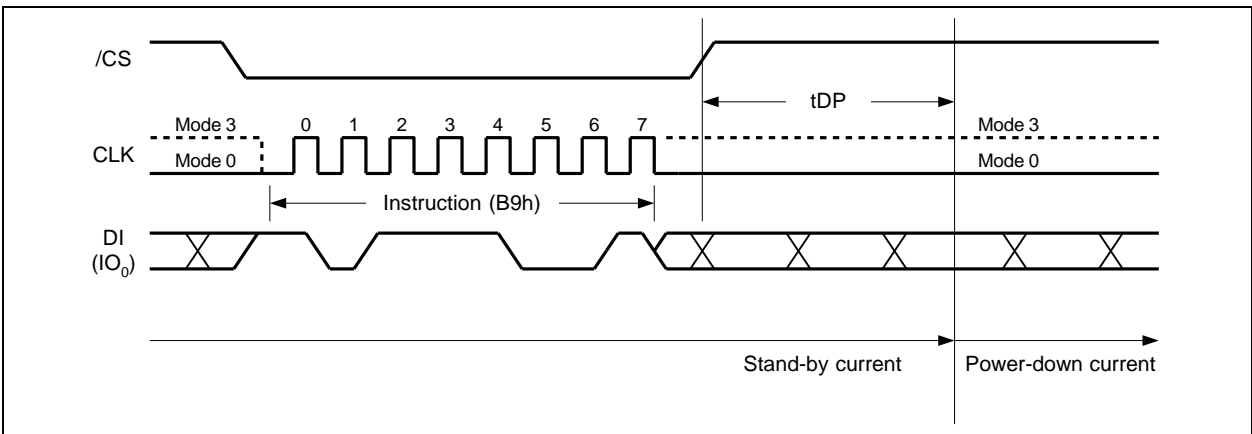 /CS
tDP
Mode 3 0 1 2 3 4 5 6 7 Mode 3
CLK
Mode 0 Mode 0
Instruction (B9h)
DI
(IO₀)
Stand-by current Power-down current